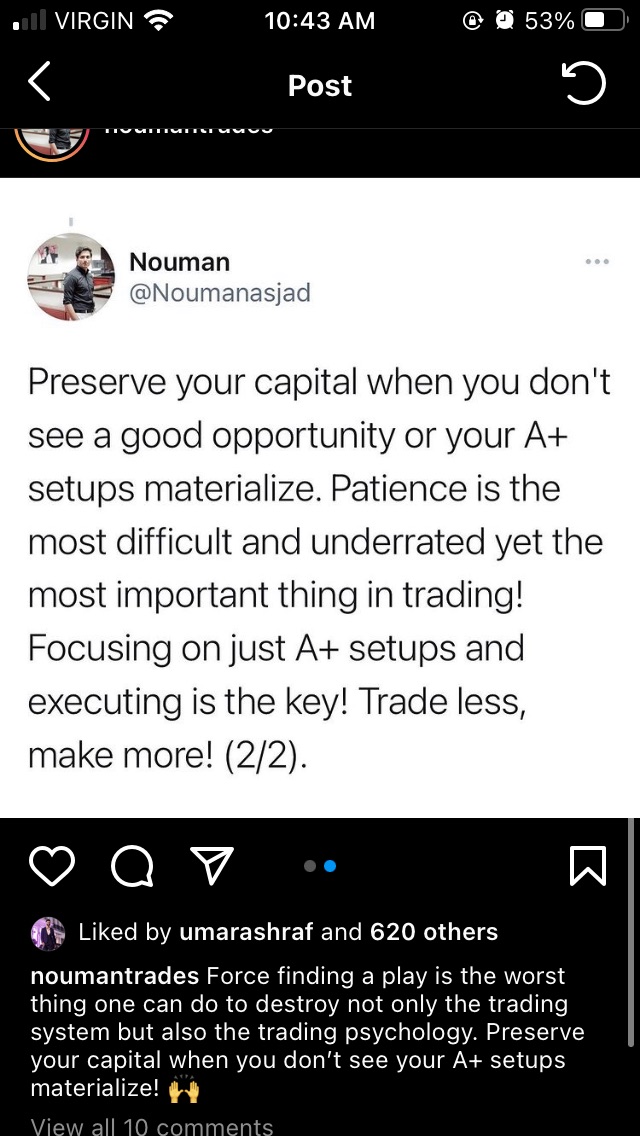 VIRGIN 10:43 AM 53%
Post
noumantrades
Nouman
@Noumanasjad
Preserve your capital when you don't
see a good opportunity or your A+
setups materialize. Patience is the
most difficult and underrated yet the
most important thing in trading!
Focusing on just A+ setups and
executing is the key! Trade less,
make more! (2/2).
Liked by umarashraf and 620 others
noumantrades Force finding a play is the worst
thing one can do to destroy not only the trading
system but also the trading psychology. Preserve
your capital when you don’t see your A+ setups
materialize! 🙌
View all 10 comments